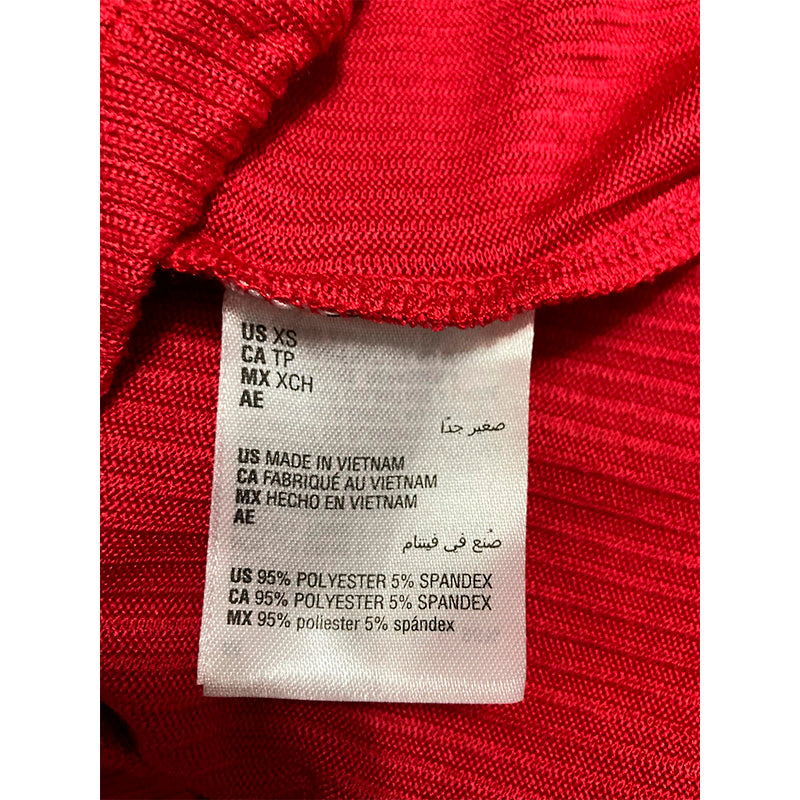 US XS
CA TP
MX XCH
AE
صغير جدًا
US MADE IN VIETNAM
CA FABRIQUÉ AU VIETNAM
MX HECHO EN VIETNAM
AE
صُنع في فيتنام
US 95% POLYESTER 5% SPANDEX
CA 95% POLYESTER 5% SPANDEX
MX 95% poliester 5% spándex